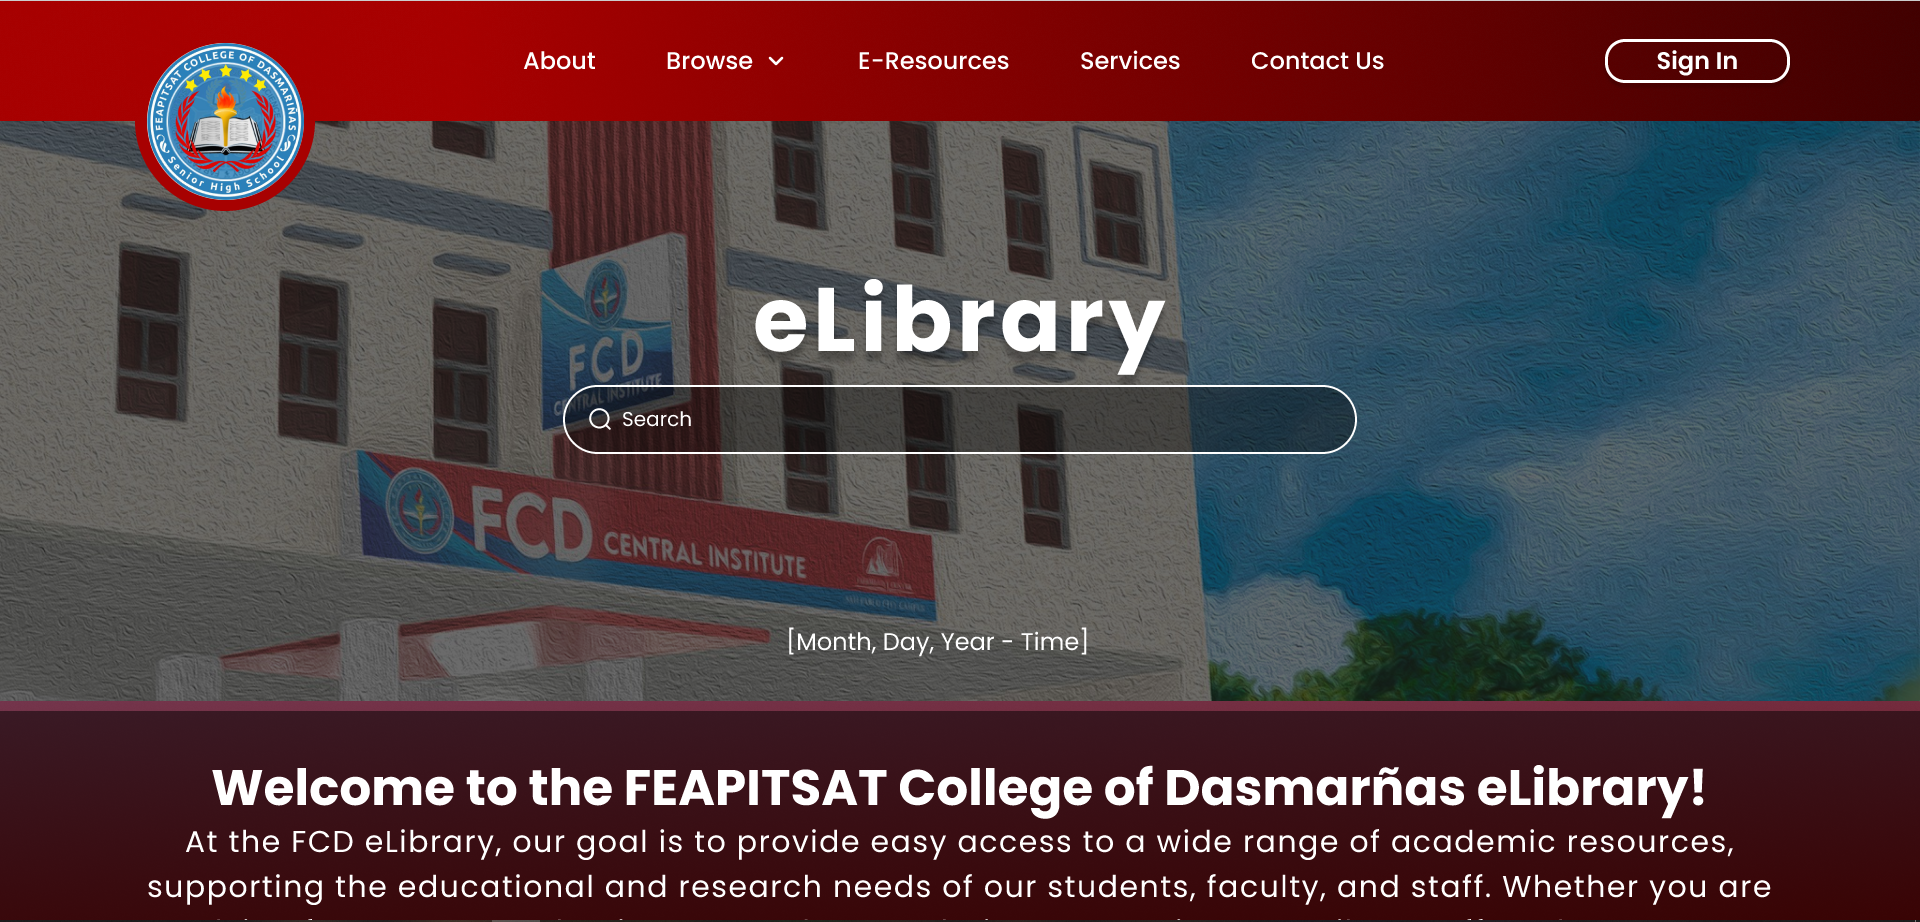 FEAPITSAT COLLEGE OF DASMARIÑAS
Senior High School
About
Browse
E-Resources
Services
Contact Us
Sign In
eLibrary
FCD
CENTRAL INSTITUTE
Search
FCD CENTRAL INSTITUTE
[Month, Day, Year - Time]
Welcome to the FEAPITSAT College of Dasmarñas eLibrary!
At the FCD eLibrary, our goal is to provide easy access to a wide range of academic resources,
supporting the educational and research needs of our students, faculty, and staff. Whether you are